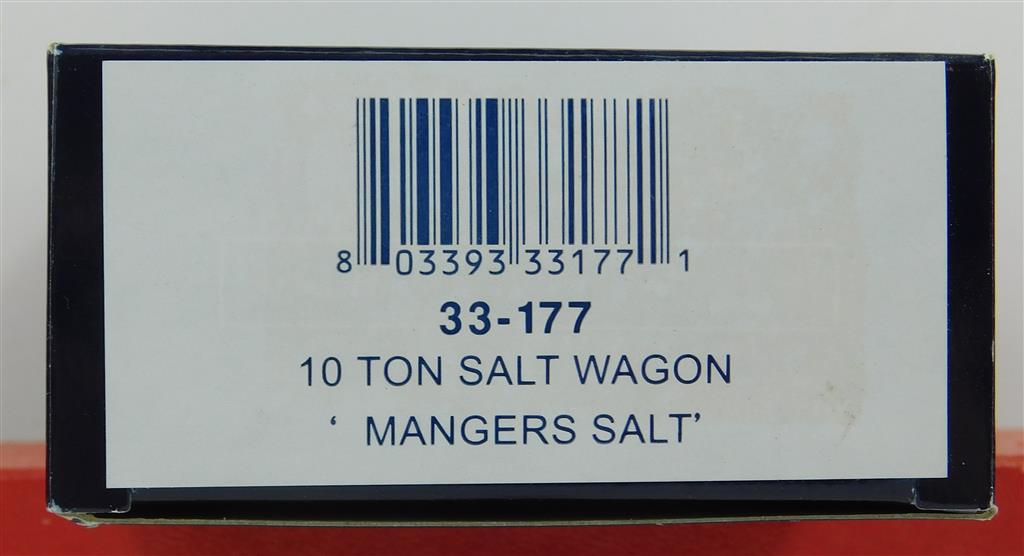 8 03393 33177 1
33-177
10 TON SALT WAGON
‘ MANGERS SALT’